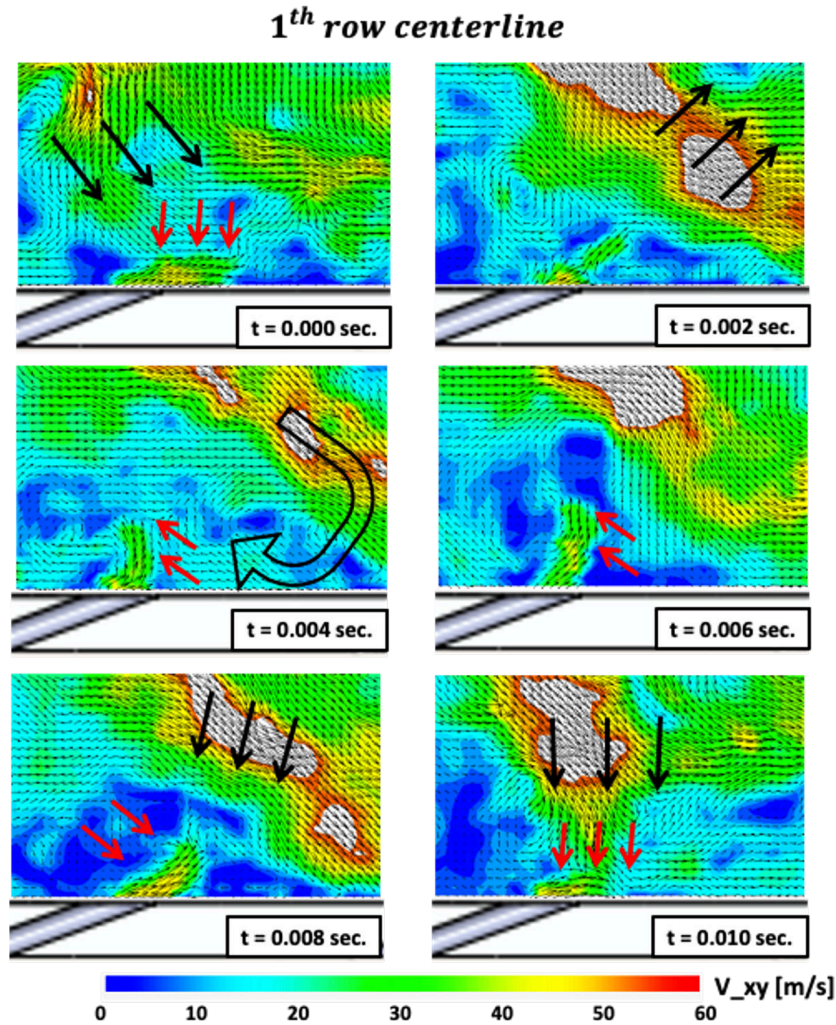 1th row centerline
t = 0.000 sec.
t = 0.002 sec.
t = 0.004 sec.
t = 0.006 sec.
t = 0.008 sec.
t = 0.010 sec.
V_xy [m/s]
0 10 20 30 40 50 60